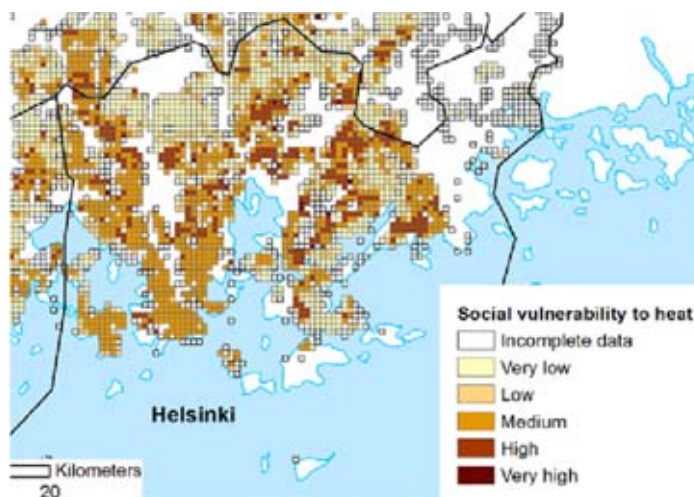 Social vulnerability to heat
Incomplete data
Very low
Low
Medium
High
Very high
Helsinki
Kilometers
20